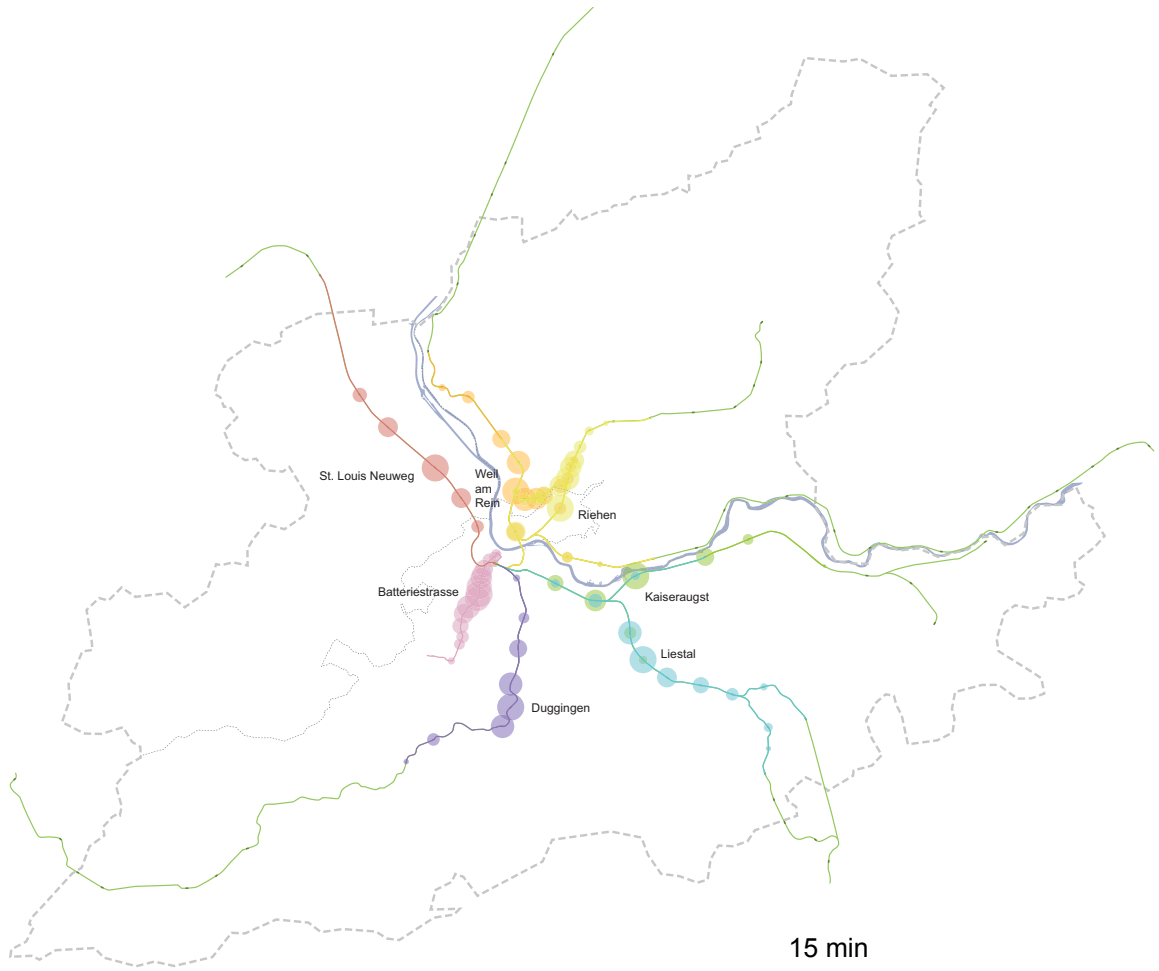 St. Louis Neuweg
Weil
am
Rein
Riehen
Batteriestrasse
Kaiseraugst
Liestal
Duggingen
15 min